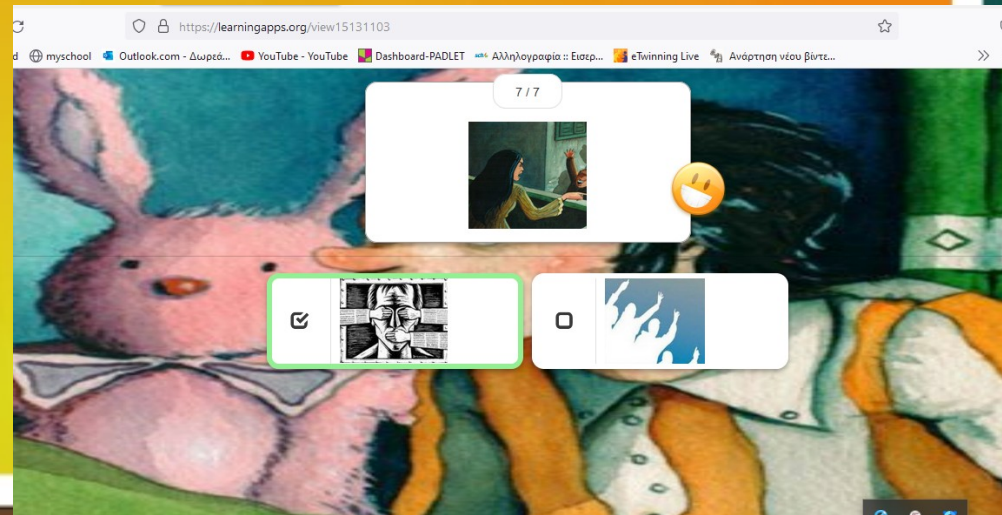 https://learningapps.org/view15131103
d myschool Outlook.com - Δωρεά... YouTube - YouTube Dashboard-PADLET Αλληλογραφία :: Εισερ... eTwinning Live Ανάρτηση νέου βίντε...
7 / 7